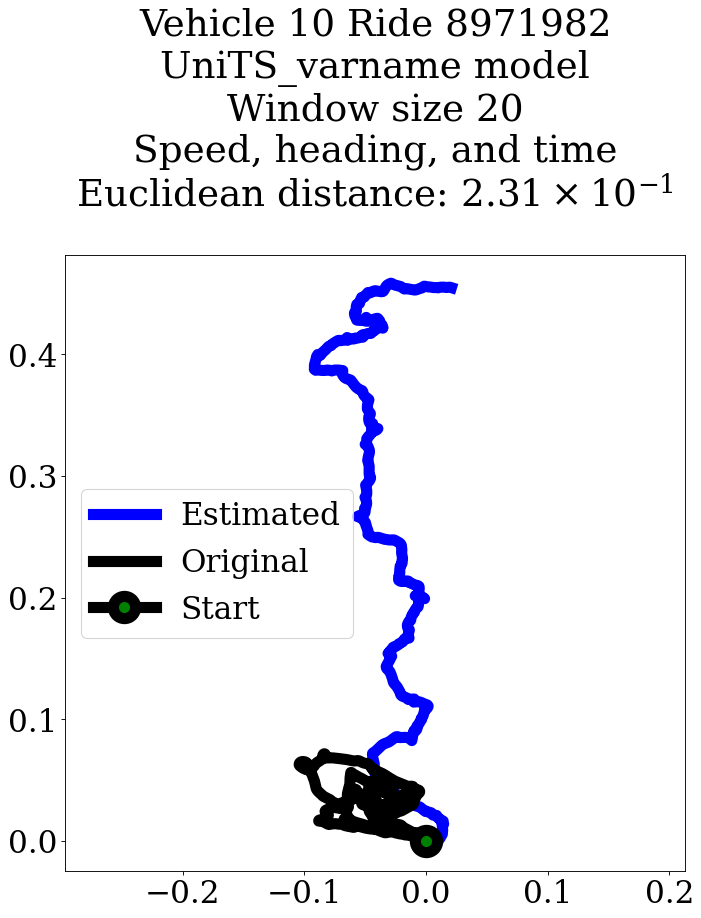 Vehicle 10 Ride 8971982
UniTS_varname model
Window size 20
Speed, heading, and time
Euclidean distance: 2.31 × 10⁻¹
0.4
0.3
0.2
0.1
0.0
Estimated
Original
Start
−0.2 −0.1 0.0 0.1 0.2